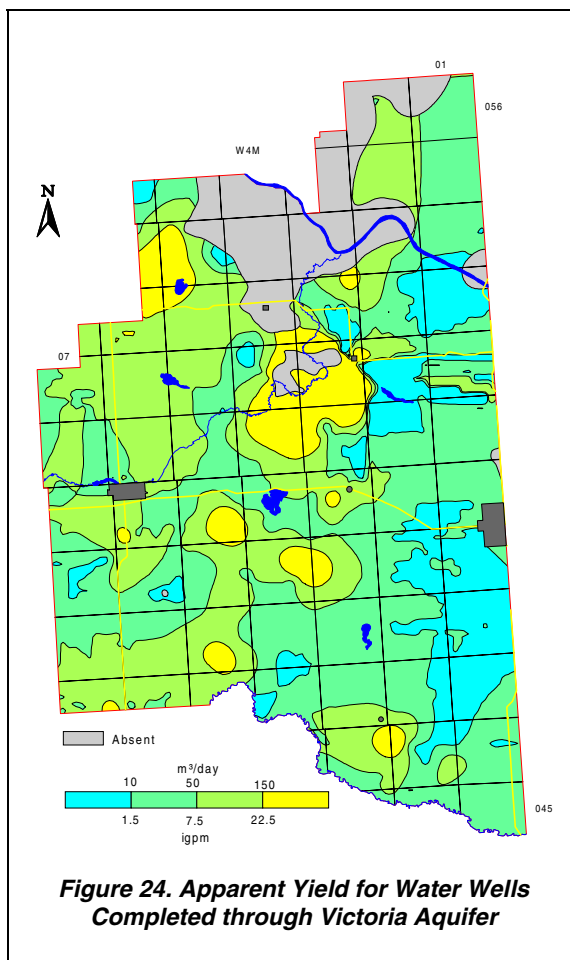 01
056
W4M
N
07
Absent
m³/day
10 50 150
1.5 7.5 22.5
igpm
045
Figure 24. Apparent Yield for Water Wells
Completed through Victoria Aquifer